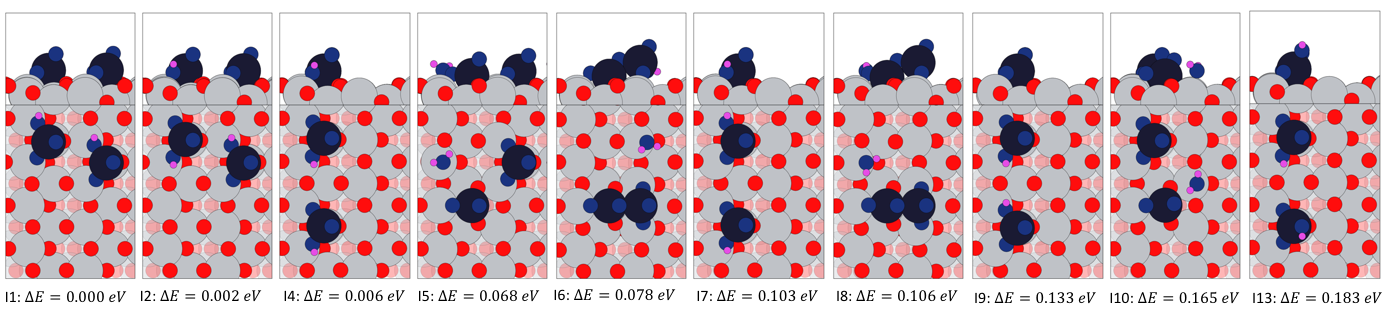 I1: ΔE = 0.000 eV
I2: ΔE = 0.002 eV
I4: ΔE = 0.006 eV
I5: ΔE = 0.068 eV
I6: ΔE = 0.078 eV
I7: ΔE = 0.103 eV
I8: ΔE = 0.106 eV
I9: ΔE = 0.133 eV
I10: ΔE = 0.165 eV
I13: ΔE = 0.183 eV